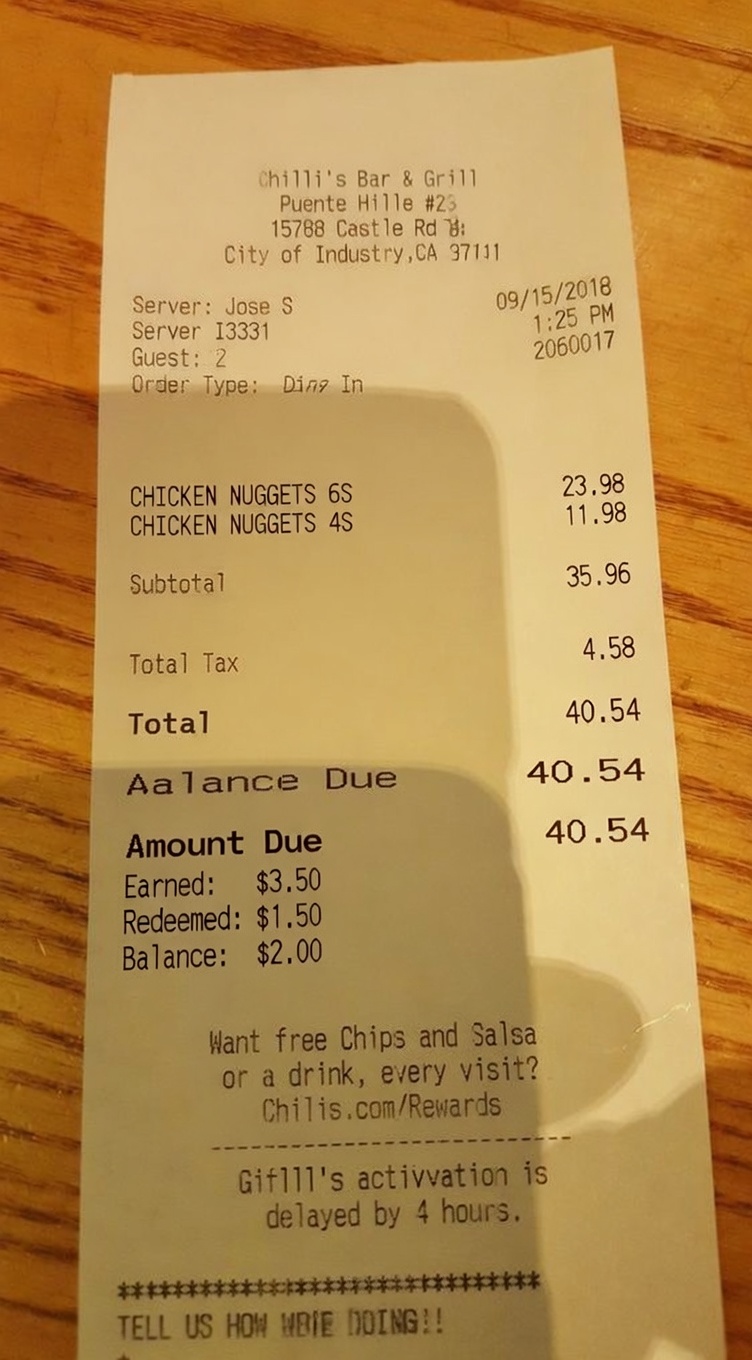 Chilli's Bar & Grill
Puente Hille #23
15788 Castle Rd
City of Industry,CA 97111
Server: Jose S 09/15/2018
Server I3331 1:25 PM
Guest: 2 2060017
Order Type: Dine In
CHICKEN NUGGETS 6S 23.98
CHICKEN NUGGETS 4S 11.98
Subtotal 35.96
Total Tax 4.58
Total 40.54
Aalance Due 40.54
Amount Due 40.54
Earned: $3.50
Redeemed: $1.50
Balance: $2.00
Want free Chips and Salsa
or a drink, every visit?
Chilis.com/Rewards
Giflll's activvation is
delayed by 4 hours.
*******************************
TELL US HOW DOING!!